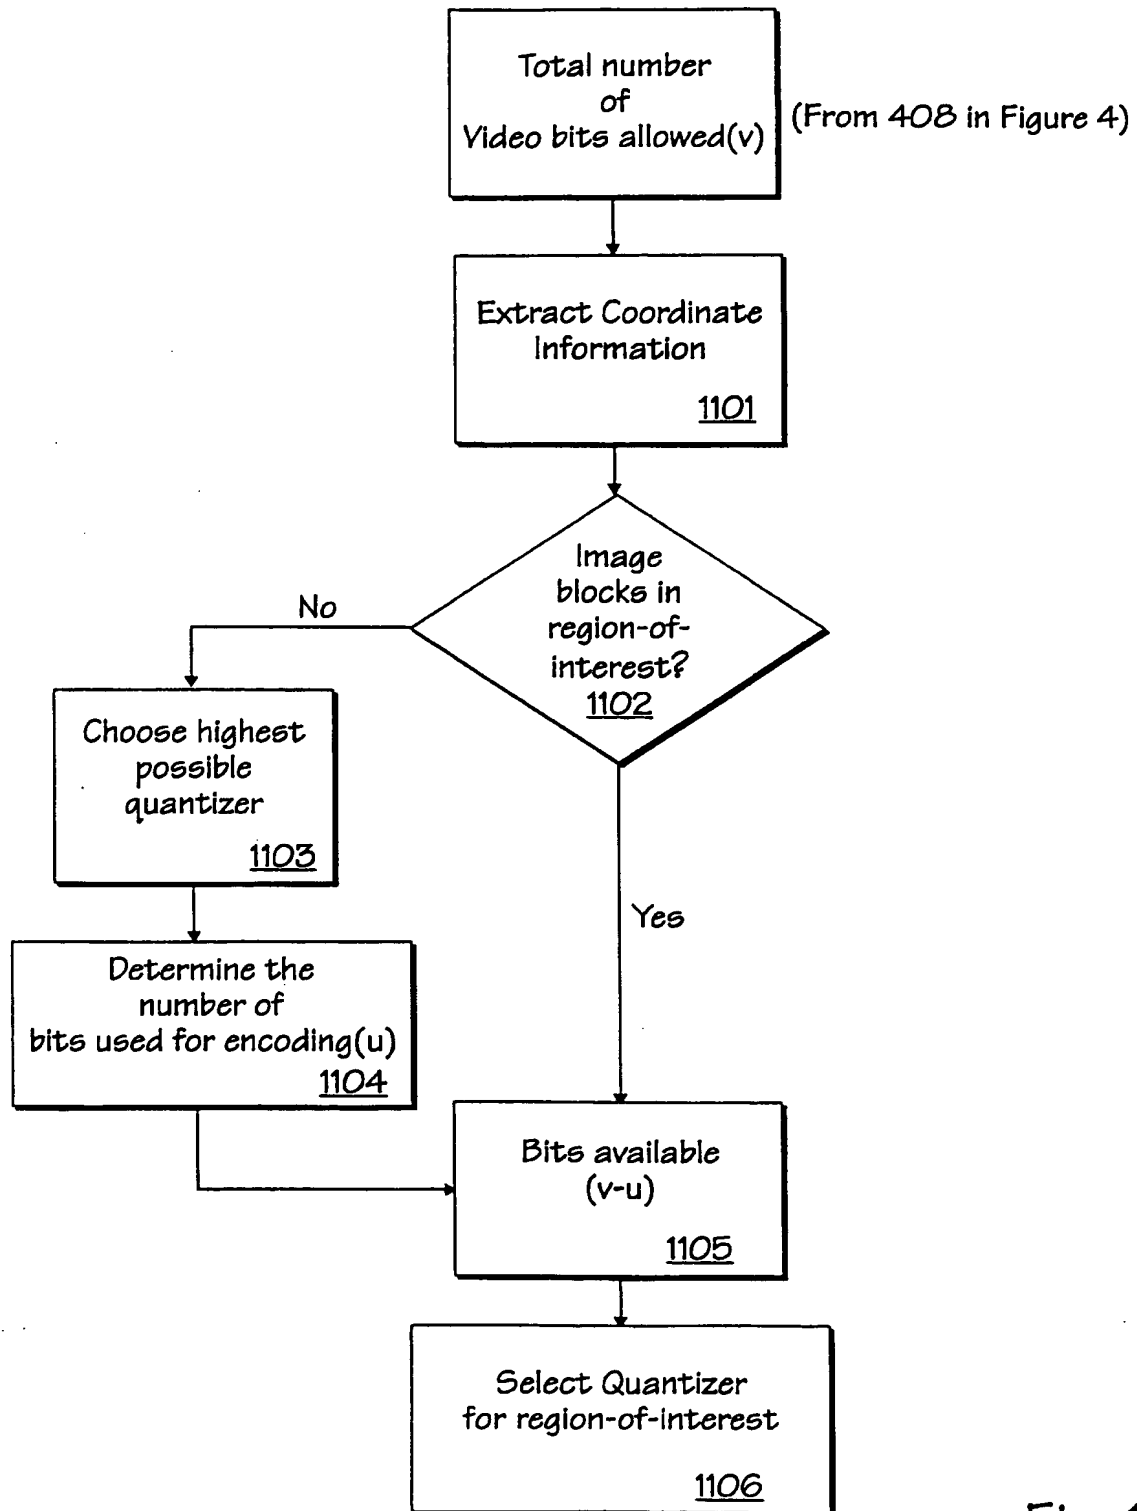 Total number
of
Video bits allowed(v)
(From 408 in Figure 4)
Extract Coordinate
Information
1101
Image
blocks in
region-of-
interest?
1102
No
Choose highest
possible
quantizer
1103
Yes
Determine the
number of
bits used for encoding(u)
1104
Bits available
(v-u)
1105
Select Quantizer
for region-of-interest
1106